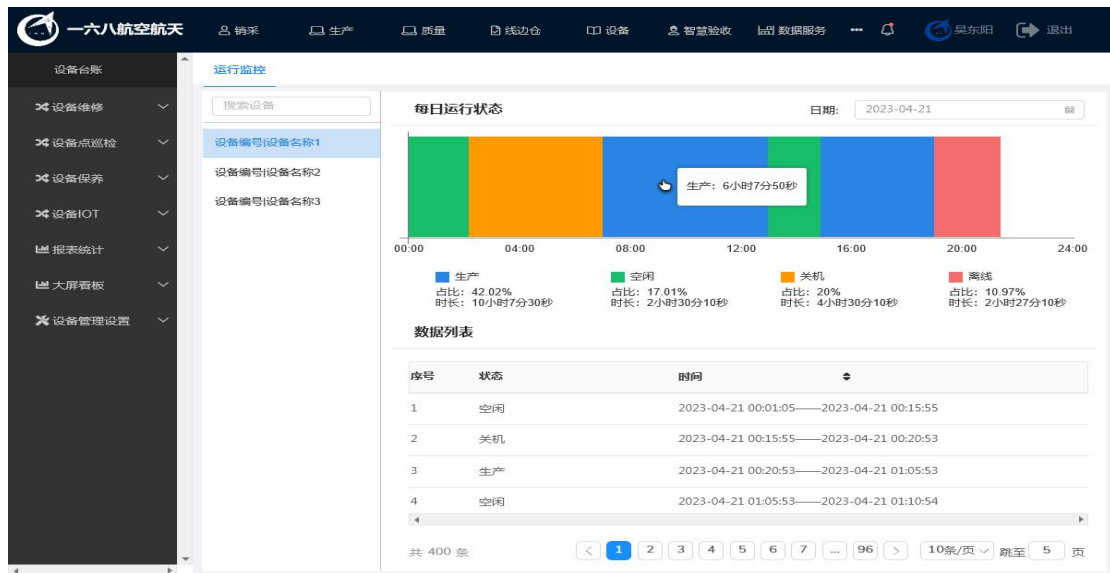 一六八航空航天 销采 生产 质量 线边仓 设备 智慧验收 数据服务 ••• 吴东阳 退出
设备台账
设备维修
设备点巡检
设备保养
设备IOT
报表统计
大屏看板
设备管理设置
运行监控
搜索设备
设备编号|设备名称1
设备编号|设备名称2
设备编号|设备名称3
每日运行状态 日期: 2023-04-21
生产: 6小时7分50秒
00:00 04:00 08:00 12:00 16:00 20:00 24:00
生产 空闲 关机 离线
占比: 42.02% 占比: 17.01% 占比: 20% 占比: 10.97%
时长: 10小时7分30秒 时长: 2小时30分10秒 时长: 4小时30分10秒 时长: 2小时27分10秒
数据列表
序号 状态 时间
1 空闲 2023-04-21 00:01:05——2023-04-21 00:15:55
2 关机 2023-04-21 00:15:55——2023-04-21 00:20:53
3 生产 2023-04-21 00:20:53——2023-04-21 01:05:53
4 空闲 2023-04-21 01:05:53——2023-04-21 01:10:54
共 400 条 < 1 2 3 4 5 6 7 ... 96 > 10条/页 跳至 5 页